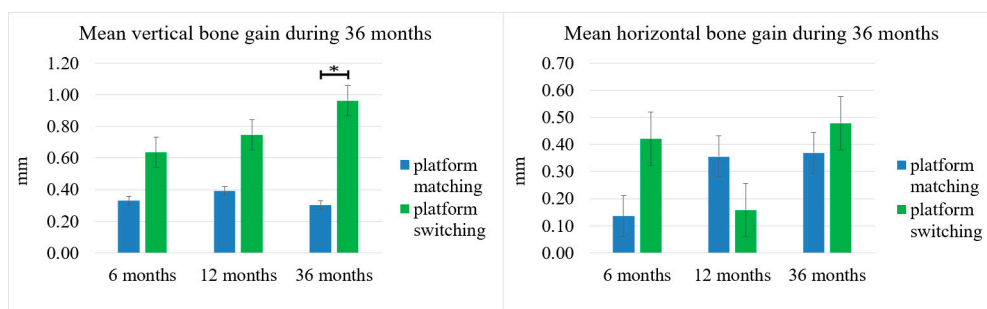 Mean vertical bone gain during 36 months
1.20
1.00
0.80
0.60
0.40
0.20
0.00
mm
*
6 months 12 months 36 months
platform
matching
platform
switching
Mean horizontal bone gain during 36 months
0.70
0.60
0.50
0.40
0.30
0.20
0.10
0.00
mm
6 months 12 months 36 months
platform
matching
platform
switching